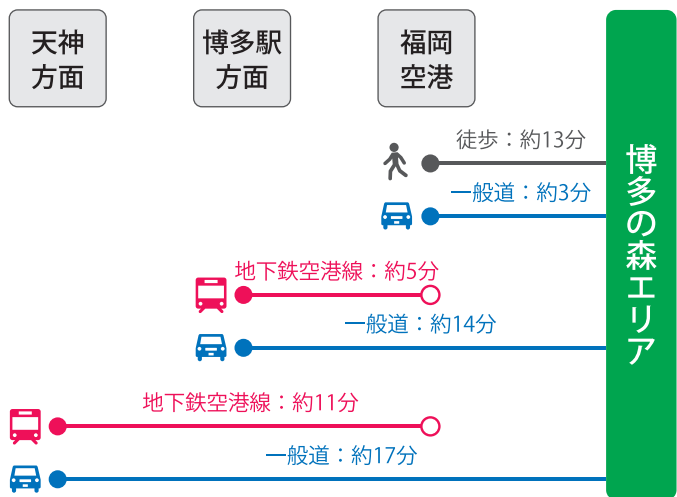 天神
方面
博多駅
方面
福岡
空港
徒歩：約13分
一般道：約3分
地下鉄空港線：約5分
一般道：約14分
地下鉄空港線：約11分
一般道：約17分
博多の森エリア